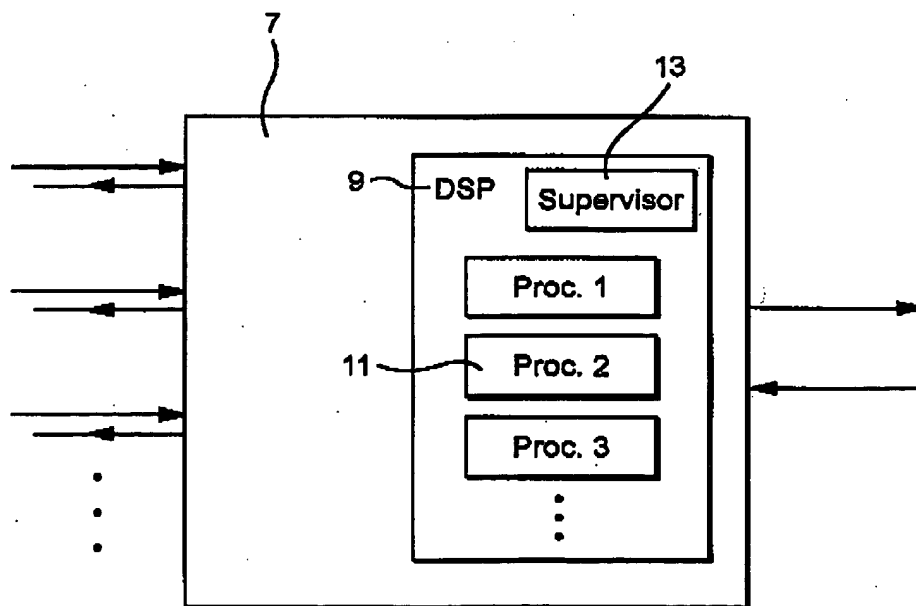 7
13
9 DSP
Supervisor
Proc. 1
11 Proc. 2
Proc. 3